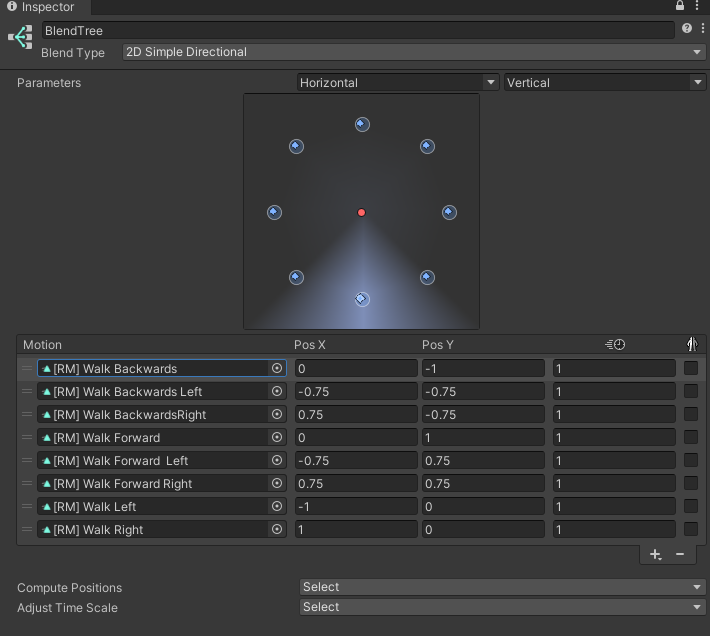 Inspector
BlendTree
Blend Type 2D Simple Directional
Parameters Horizontal Vertical
Motion Pos X Pos Y
[RM] Walk Backwards 0 -1 1
[RM] Walk Backwards Left -0.75 -0.75 1
[RM] Walk BackwardsRight 0.75 -0.75 1
[RM] Walk Forward 0 1 1
[RM] Walk Forward  Left -0.75 0.75 1
[RM] Walk Forward Right 0.75 0.75 1
[RM] Walk Left -1 0 1
[RM] Walk Right 1 0 1
Compute Positions Select
Adjust Time Scale Select